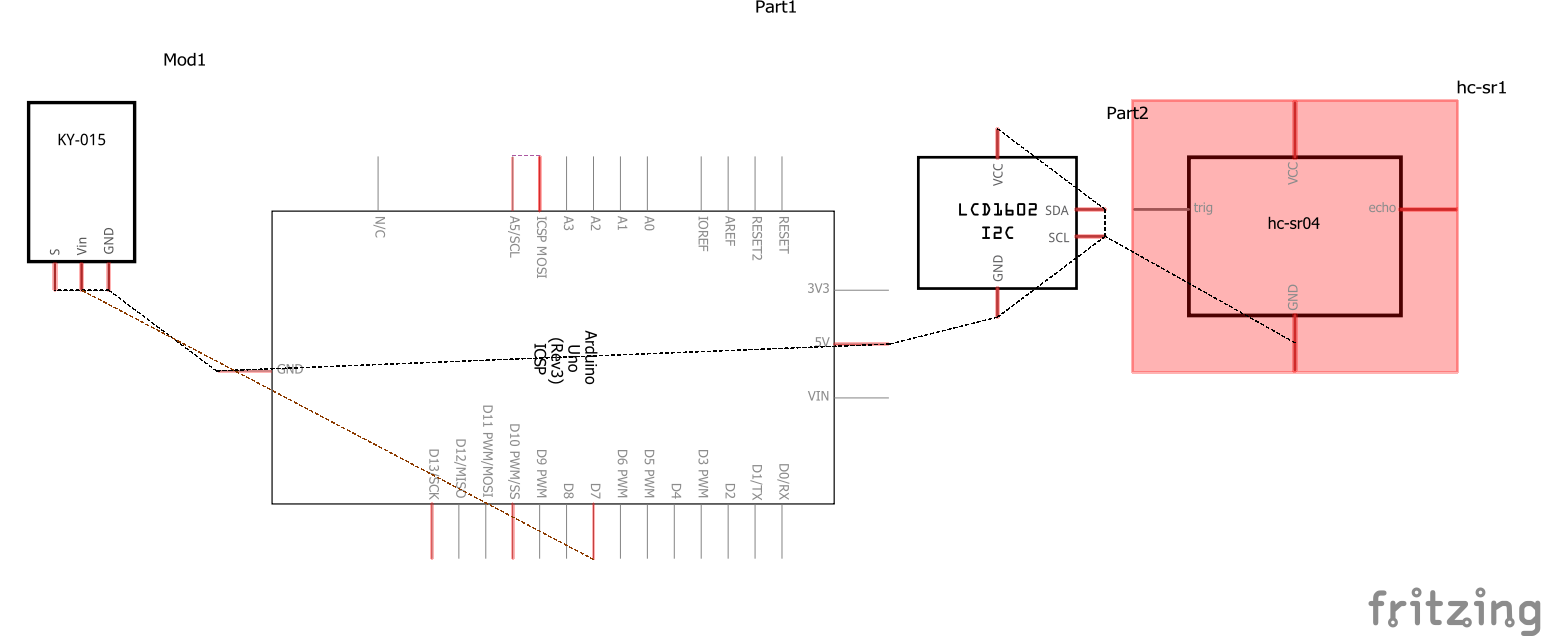 Part1
Mod1
hc-sr1
KY-015
S
Vin
GND
Part2
N/C
A5/SCL
ICSP MOSI
A3
A2
A1
A0
IOREF
AREF
RESET2
RESET
VCC
LCD1602
I2C
SDA
SCL
GND
VCC
trig
echo
hc-sr04
GND
3V3
5V
VIN
GND
Arduino
Uno
(Rev3)
ICSP
D13/SCK
D12/MISO
D11 PWM/MOSI
D10 PWM/SS
D9 PWM
D8
D7
D6 PWM
D5 PWM
D4
D3 PWM
D2
D1/TX
D0/RX
fritzing